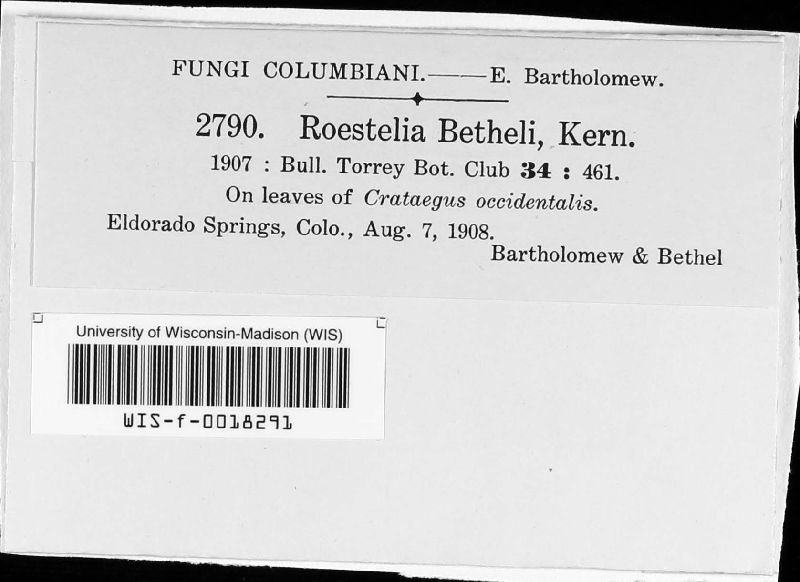 FUNGI COLUMBIANI.——E. Bartholomew.
2790. Roestelia Betheli, Kern.
1907 : Bull. Torrey Bot. Club 34 : 461.
On leaves of Crataegus occidentalis.
Eldorado Springs, Colo., Aug. 7, 1908.
Bartholomew & Bethel
University of Wisconsin-Madison (WIS)
WIS-f-0018291